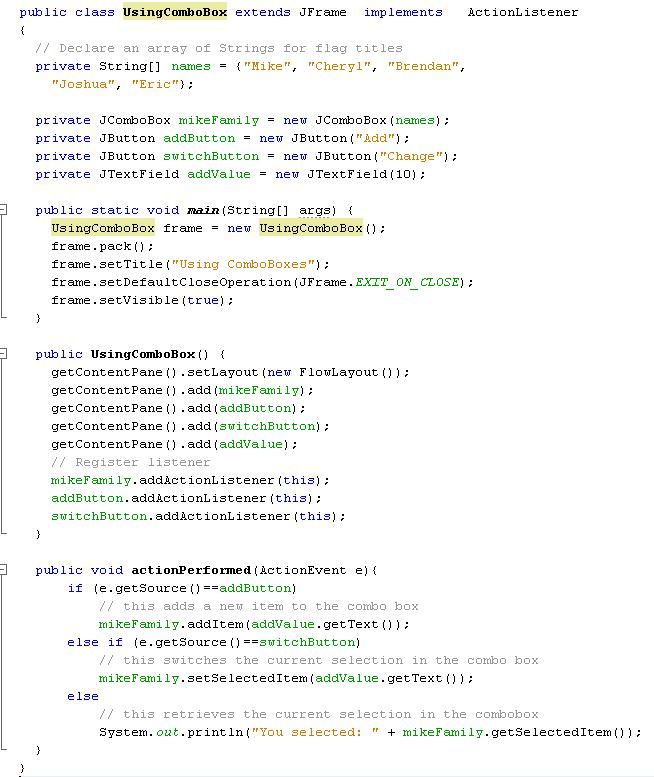 public class UsingComboBox extends JFrame  implements   ActionListener
{
  // Declare an array of Strings for flag titles
  private String[] names = {"Mike", "Cheryl", "Brendan",
    "Joshua", "Eric"};

  private JComboBox mikeFamily = new JComboBox(names);
  private JButton addButton = new JButton("Add");
  private JButton switchButton = new JButton("Change");
  private JTextField addValue = new JTextField(10);

  public static void main(String[] args) {
    UsingComboBox frame = new UsingComboBox();
    frame.pack();
    frame.setTitle("Using ComboBoxes");
    frame.setDefaultCloseOperation(JFrame.EXIT_ON_CLOSE);
    frame.setVisible(true);
  }

  public UsingComboBox() {
    getContentPane().setLayout(new FlowLayout());
    getContentPane().add(mikeFamily);
    getContentPane().add(addButton);
    getContentPane().add(switchButton);
    getContentPane().add(addValue);
    // Register listener
    mikeFamily.addActionListener(this);
    addButton.addActionListener(this);
    switchButton.addActionListener(this);
  }

  public void actionPerformed(ActionEvent e){
      if (e.getSource()==addButton)
          // this adds a new item to the combo box
          mikeFamily.addItem(addValue.getText());
      else if (e.getSource()==switchButton)
          // this switches the current selection in the combo box
          mikeFamily.setSelectedItem(addValue.getText());
      else
          // this retrieves the current selection in the combobox
          System.out.println("You selected: " + mikeFamily.getSelectedItem());
  }
}